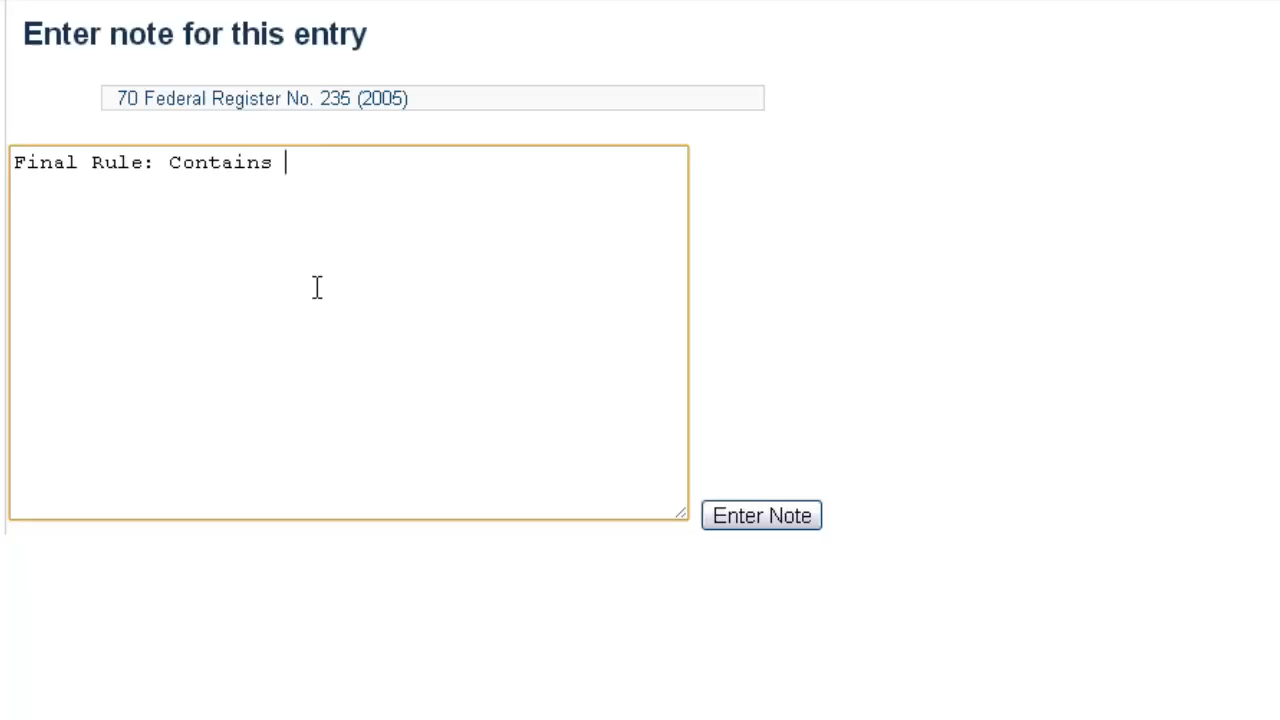 Enter note for this entry
70 Federal Register No. 235 (2005)
Final Rule: Contains
Enter Note